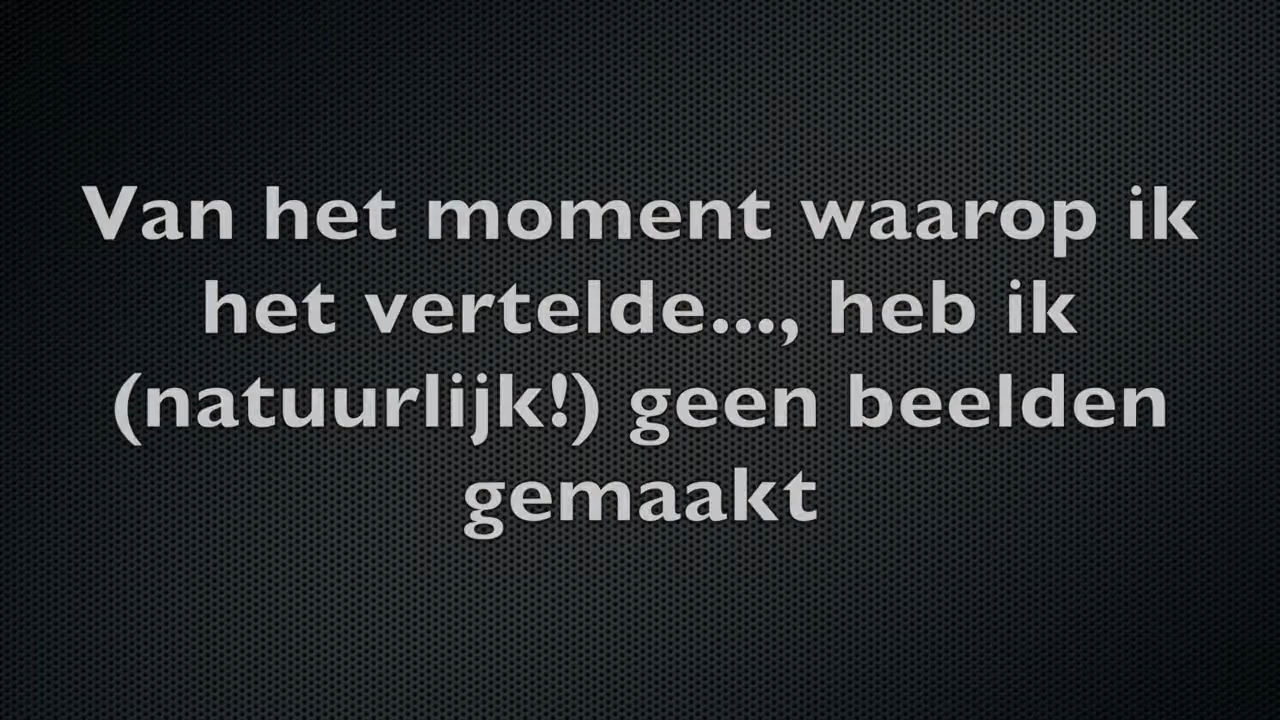 Van het moment waarop ik
het vertelde..., heb ik
(natuurlijk!) geen beelden
gemaakt